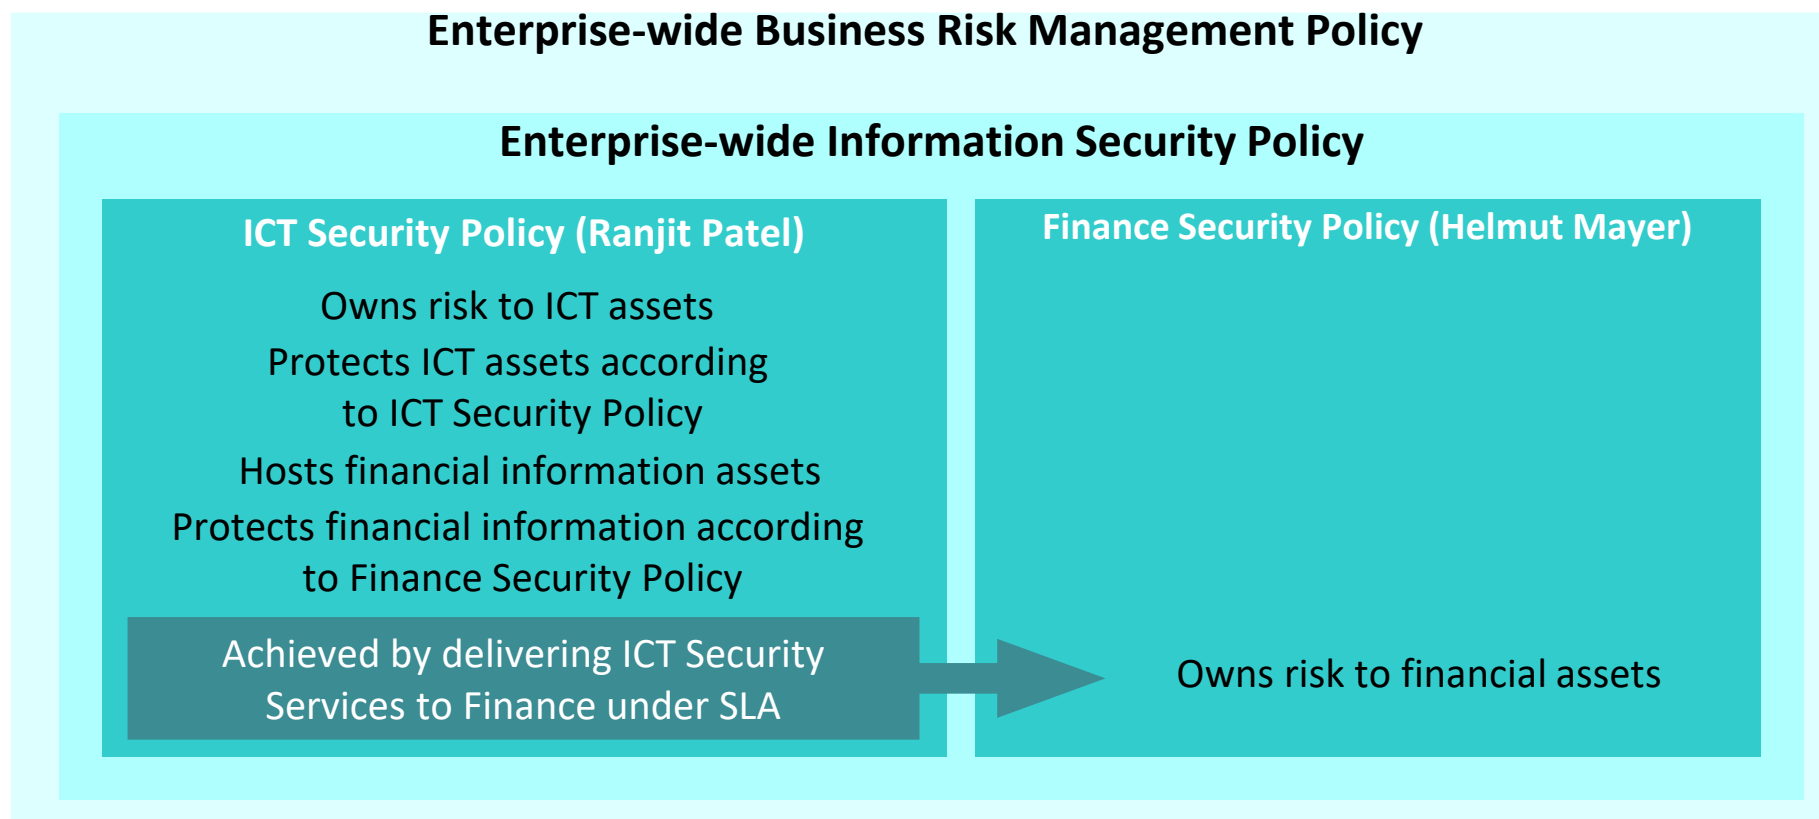 Enterprise-wide Business Risk Management Policy
Enterprise-wide Information Security Policy
ICT Security Policy (Ranjit Patel)
Owns risk to ICT assets
Protects ICT assets according
to ICT Security Policy
Hosts financial information assets
Protects financial information according
to Finance Security Policy
Achieved by delivering ICT Security
Services to Finance under SLA
Finance Security Policy (Helmut Mayer)
Owns risk to financial assets